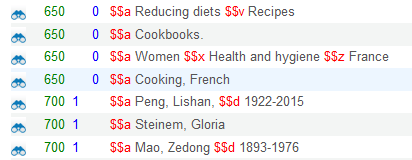 650 0 $$a Reducing diets $$v Recipes
650 0 $$a Cookbooks.
650 0 $$a Women $$x Health and hygiene $$z France
650 0 $$a Cooking, French
700 1 $$a Peng, Lishan, $$d 1922-2015
700 1 $$a Steinem, Gloria
700 1 $$a Mao, Zedong $$d 1893-1976